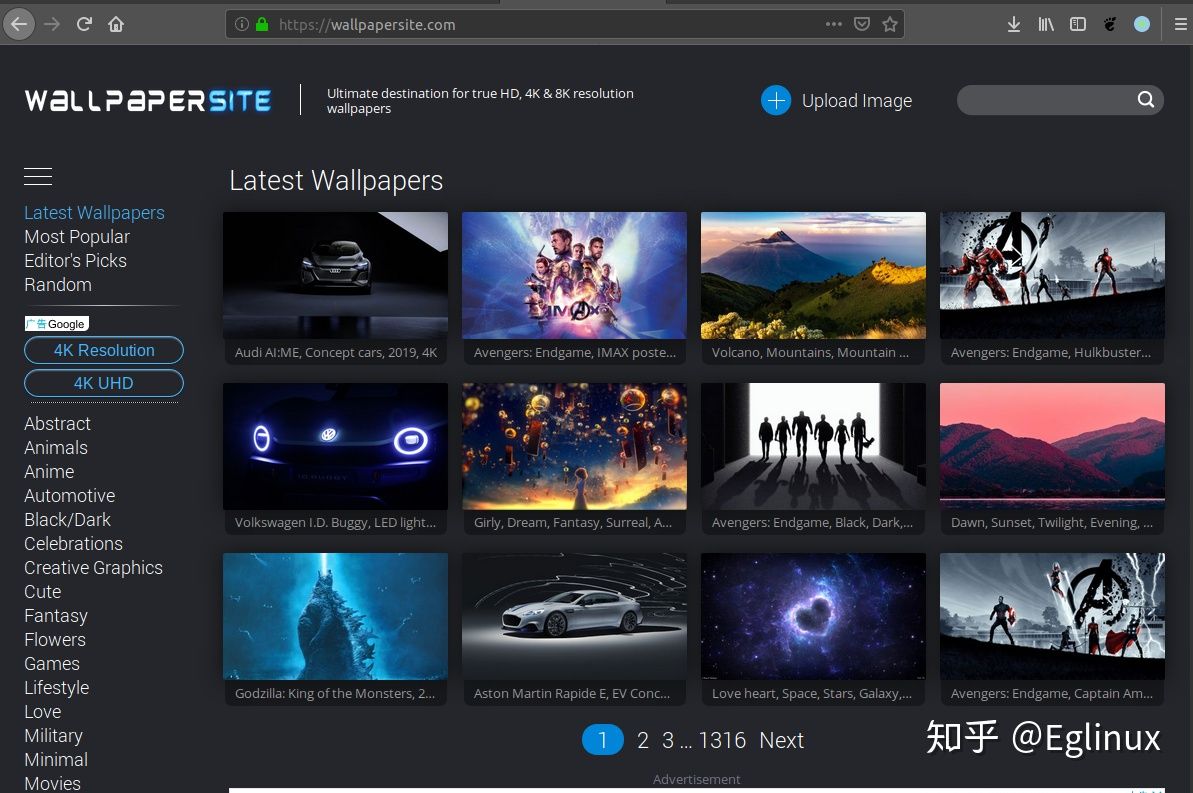 https://wallpapersite.com
WALLPAPERSITE
Ultimate destination for true HD, 4K & 8K resolution
wallpapers
Upload Image
Latest Wallpapers
Latest Wallpapers
Most Popular
Editor's Picks
Random
广告Google
4K Resolution
4K UHD
Abstract
Animals
Anime
Automotive
Black/Dark
Celebrations
Creative Graphics
Cute
Fantasy
Flowers
Games
Lifestyle
Love
Military
Minimal
Movies
IMAX
Audi AI:ME, Concept cars, 2019, 4K
Avengers: Endgame, IMAX poste...
Volcano, Mountains, Mountain ...
Avengers: Endgame, Hulkbuster...
Volkswagen I.D. Buggy, LED light...
Girly, Dream, Fantasy, Surreal, A...
Avengers: Endgame, Black, Dark,...
Dawn, Sunset, Twilight, Evening, ...
Godzilla: King of the Monsters, 2...
Aston Martin Rapide E, EV Conc...
Love heart, Space, Stars, Galaxy,...
Avengers: Endgame, Captain Am...
1 2 3 ... 1316 Next
知乎 @Eglinux
Advertisement